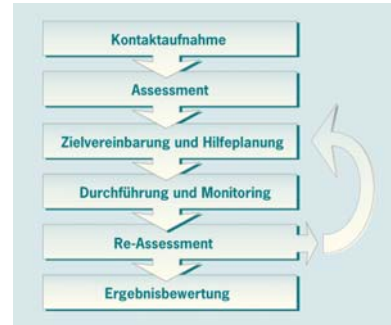 Kontaktaufnahme
Assessment
Zielvereinbarung und Hilfeplanung
Durchführung und Monitoring
Re-Assessment
Ergebnisbewertung